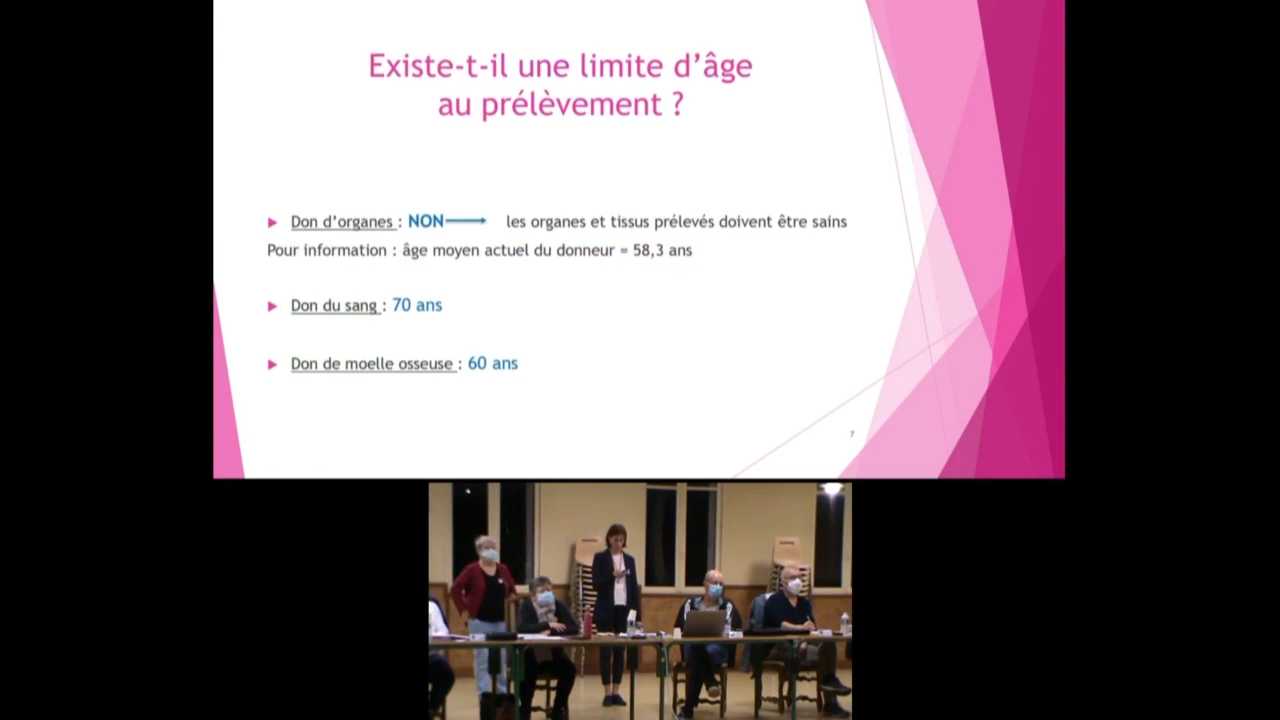 Existe-t-il une limite d’âge
au prélèvement ?
Don d’organes : NON les organes et tissus prélevés doivent être sains
Pour information : âge moyen actuel du donneur = 58,3 ans
Don du sang : 70 ans
Don de moelle osseuse : 60 ans
7